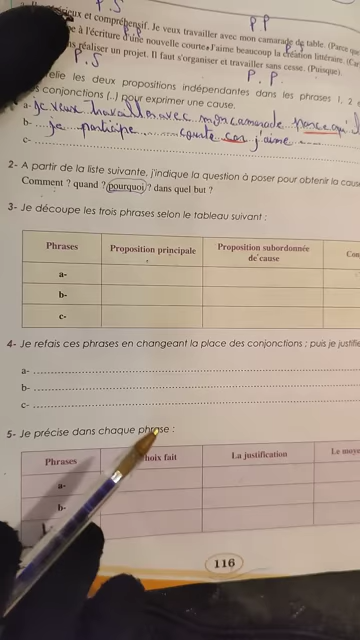 P S
P P
et compréhensif. Je veux travailler avec mon camarade de table. (Parce que
à l'écriture d'une nouvelle courte. J'aime beaucoup la création littéraire. (Car
réaliser un projet. Il faut s'organiser et travailler sans cesse. (Puisque).
P. S
P. P.
relie les deux propositions indépendantes dans les phrases 1, 2
conjonctions (..) pour exprimer une cause.
a- Je veux travailler avec mon camarade parce qu'il
b- je participe courte car j'aime
c-
2- A partir de la liste suivante, j'indique la question à poser pour obtenir la cause
Comment ? quand ? pourquoi ? dans quel but ?
3- Je découpe les trois phrases selon le tableau suivant :
Phrases Proposition principale Proposition subordonnée de cause Con
a-
b-
c-
4- Je refais ces phrases en changeant la place des conjonctions ; puis je justifie
a-
b-
c-
5- Je précise dans chaque phrase :
Phrases hoix fait La justification Le moye
a-
b-
116